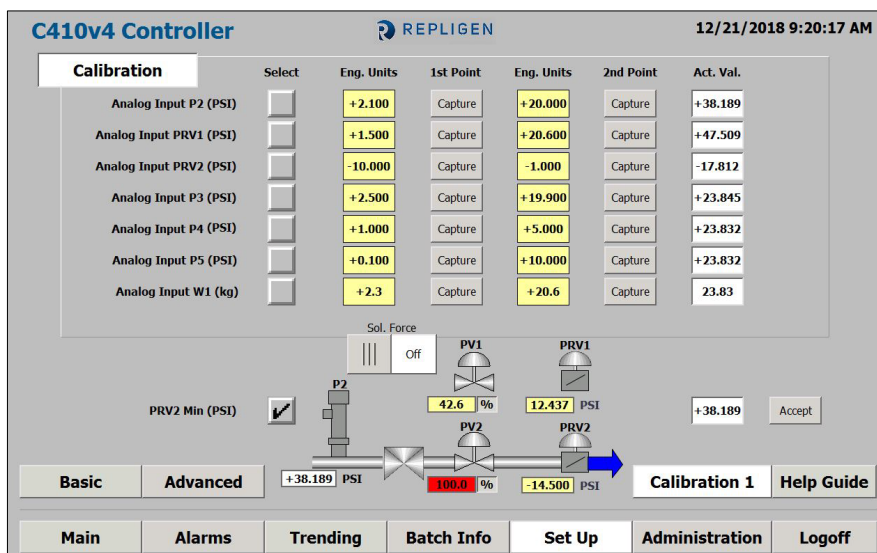 C410v4 Controller REPLIGEN 12/21/2018 9:20:17 AM
Calibration Select Eng. Units 1st Point Eng. Units 2nd Point Act. Val.
Analog Input P2 (PSI) +2.100 Capture +20.000 Capture +38.189
Analog Input PRV1 (PSI) +1.500 Capture +20.600 Capture +47.509
Analog Input PRV2 (PSI) -10.000 Capture -1.000 Capture -17.812
Analog Input P3 (PSI) +2.500 Capture +19.900 Capture +23.845
Analog Input P4 (PSI) +1.000 Capture +5.000 Capture +23.832
Analog Input P5 (PSI) +0.100 Capture +10.000 Capture +23.832
Analog Input W1 (kg) +2.3 Capture +20.6 Capture 23.83
Sol. Force
Off PV1 PRV1
P2
PRV2 Min (PSI) 42.6 % 12.437 PSI +38.189 Accept
PV2 PRV2
+38.189 PSI 100.0 % -14.500 PSI
Basic Advanced Calibration 1 Help Guide
Main Alarms Trending Batch Info Set Up Administration Logoff